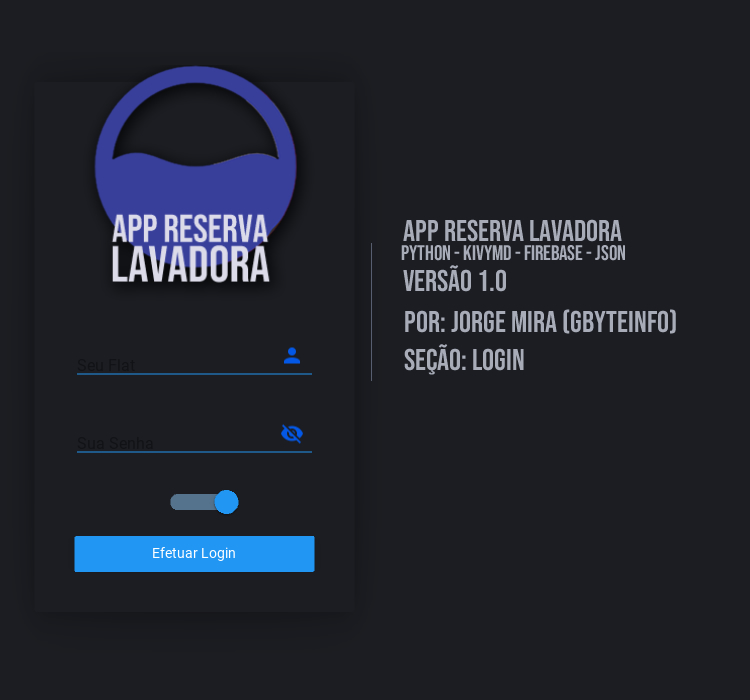 APP RESERVA
LAVADORA
Seu Flat
Sua Senha
Efetuar Login
APP RESERVA LAVADORA
PYTHON - KIVYMD - FIREBASE - JSON
VERSÃO 1.0
POR: JORGE MIRA (GBYTEINFO)
SEÇÃO: LOGIN